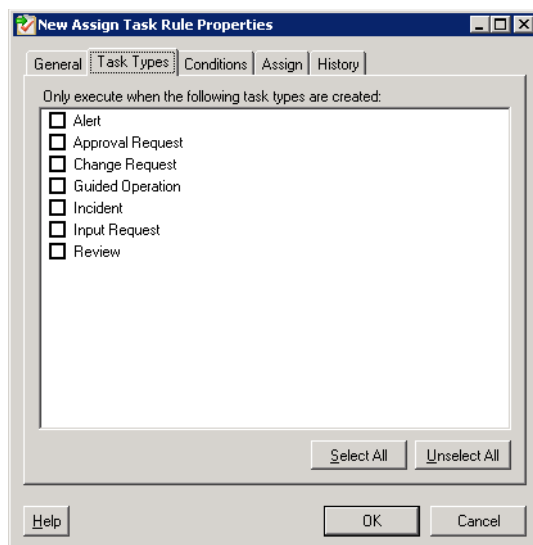 New Assign Task Rule Properties
General Task Types Conditions Assign History
Only execute when the following task types are created:
Alert
Approval Request
Change Request
Guided Operation
Incident
Input Request
Review
Select All Unselect All
Help OK Cancel